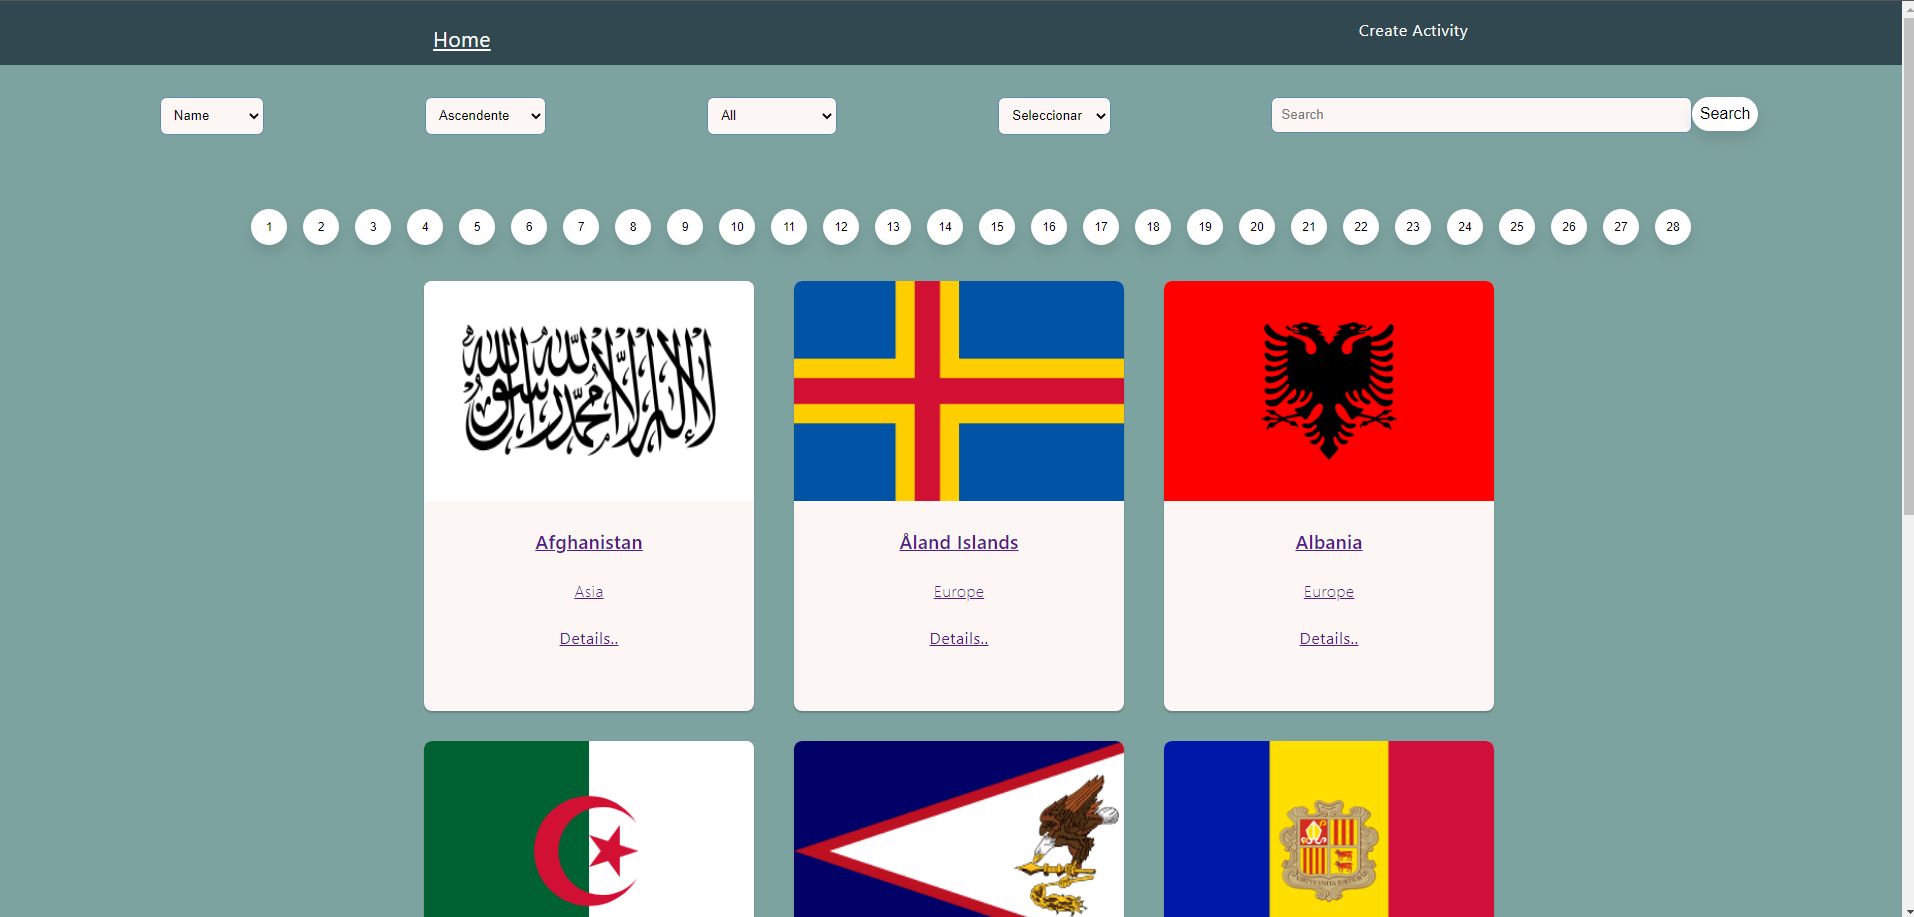 Home
Create Activity
Name
Ascendente
All
Seleccionar
Search
Search
1 2 3 4 5 6 7 8 9 10 11 12 13 14 15 16 17 18 19 20 21 22 23 24 25 26 27 28
لا إله إلا الله محمد رسول الله
Afghanistan
Asia
Details..
Åland Islands
Europe
Details..
Albania
Europe
Details..